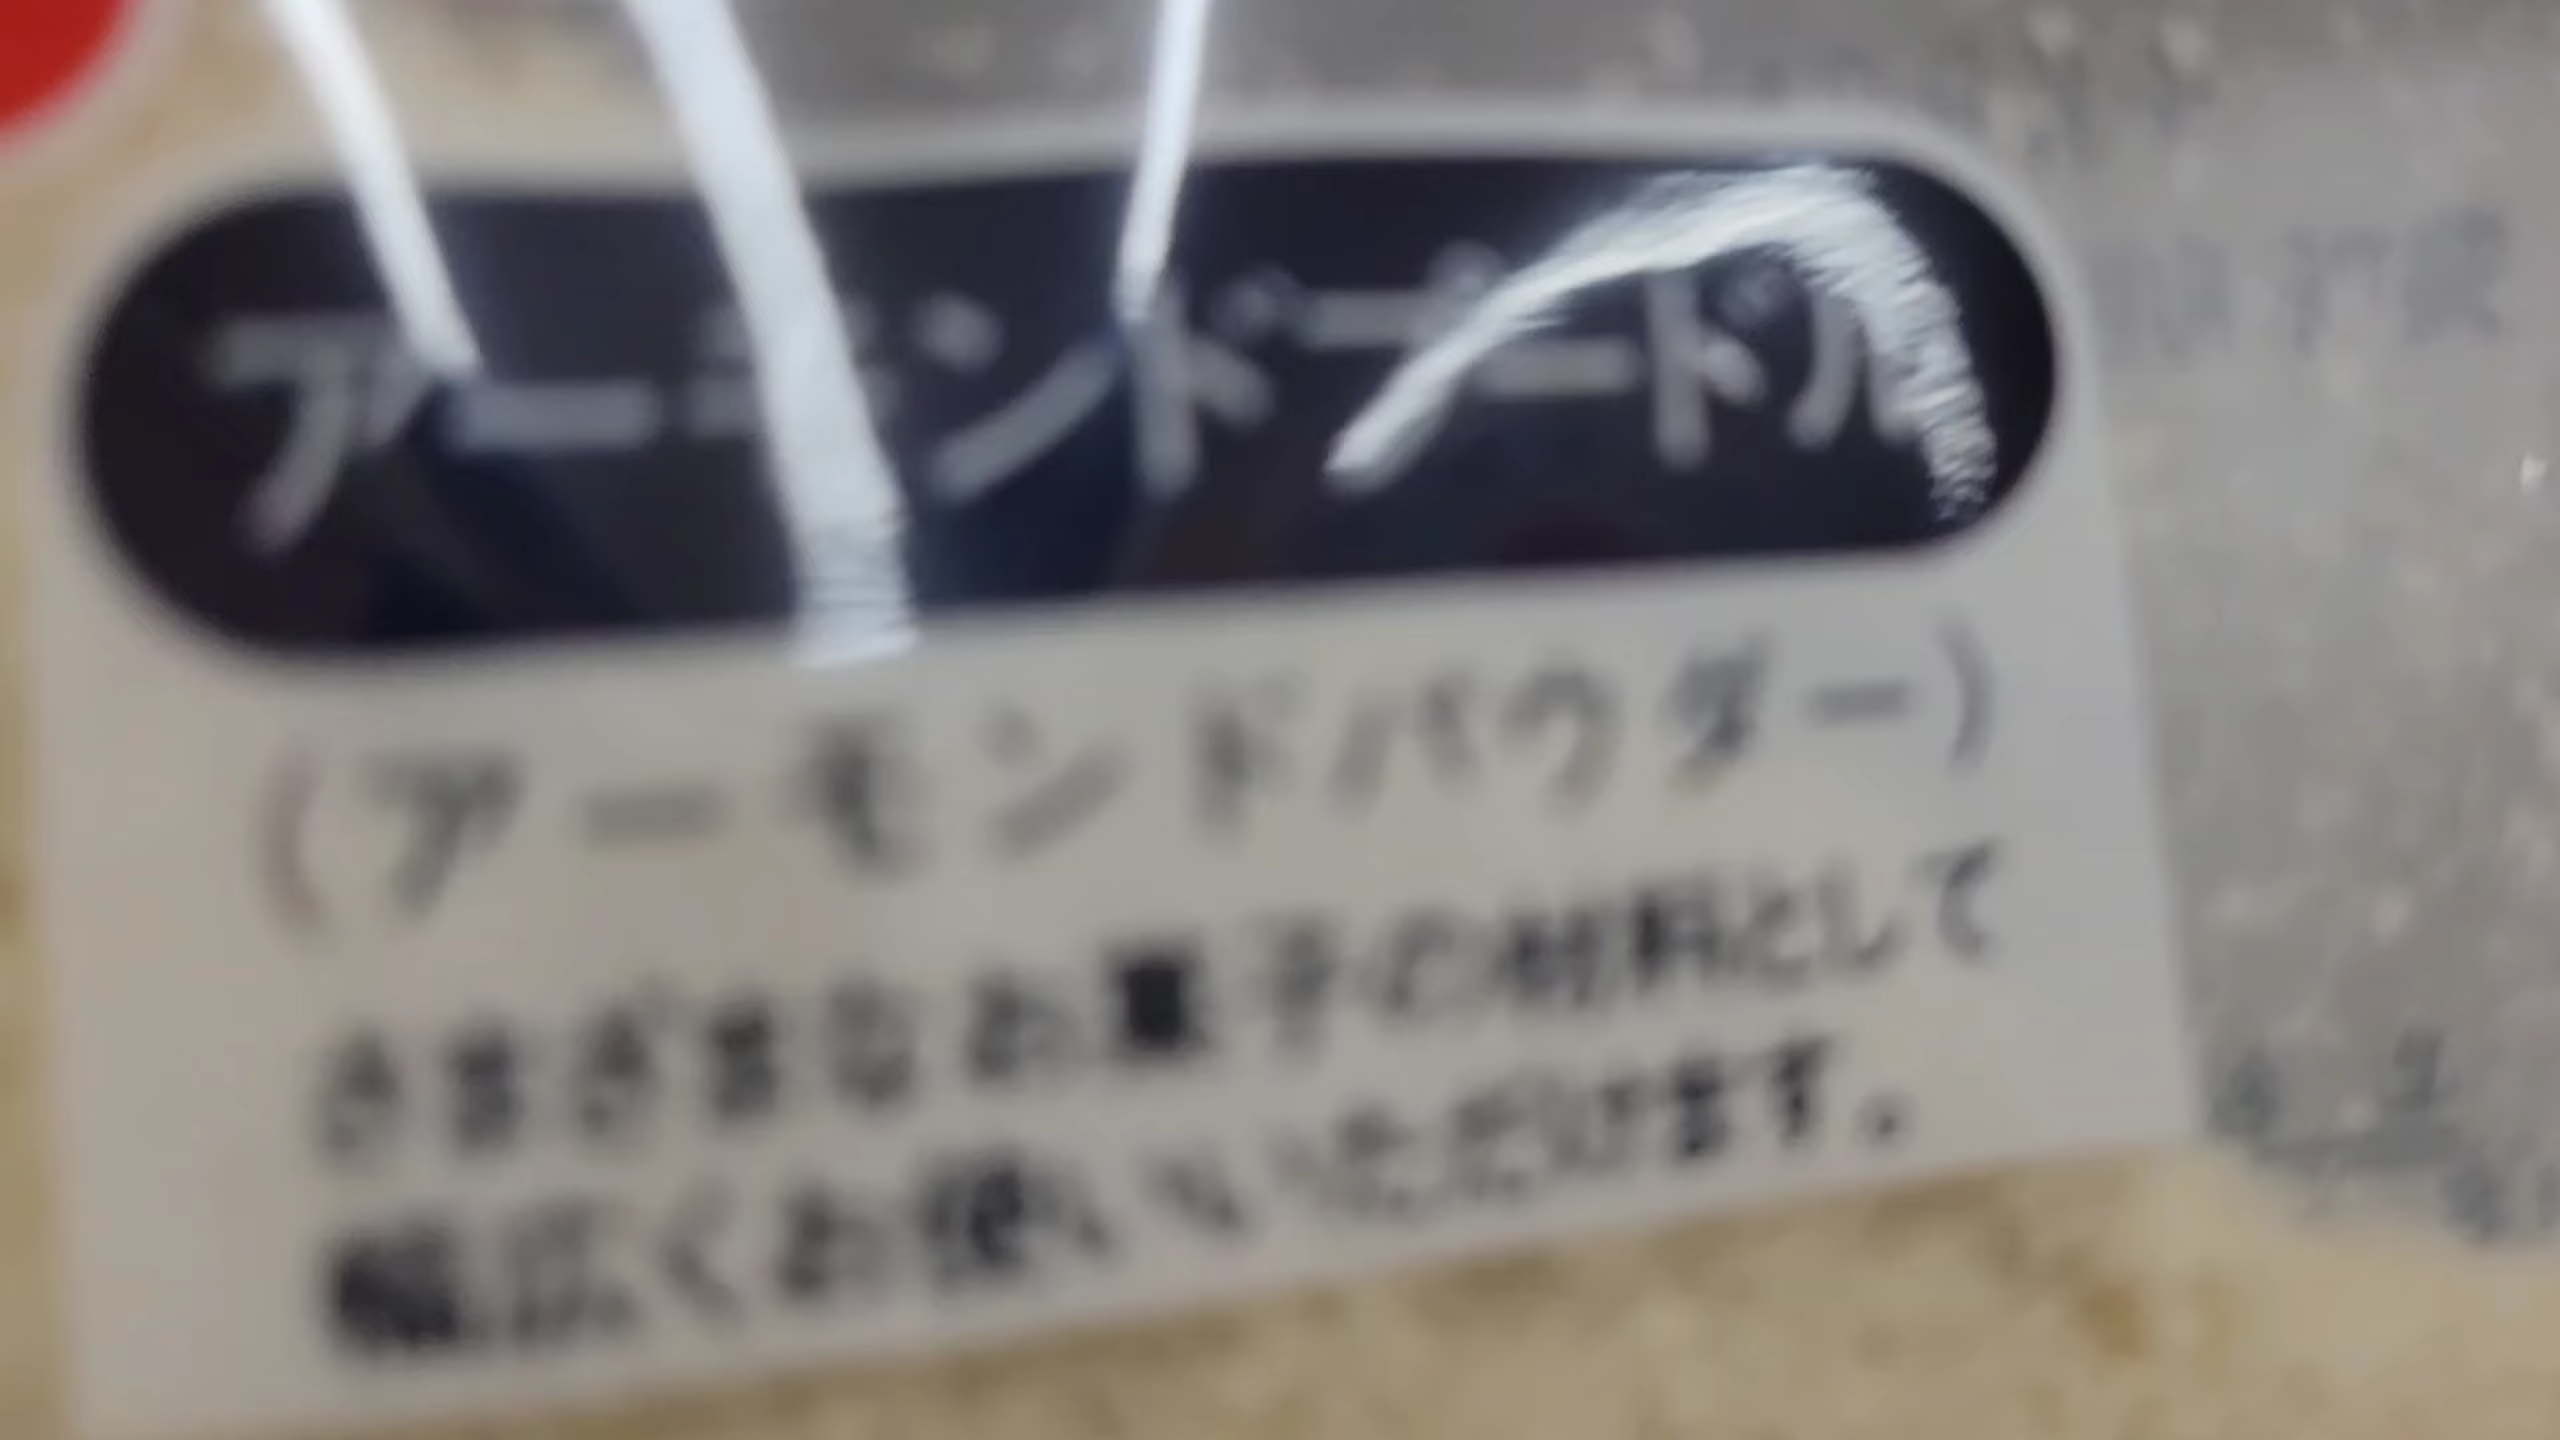 アーモンドプードル
(アーモンドパウダー)
さまざまなお菓子の材料として
幅広くお使いいただけます。